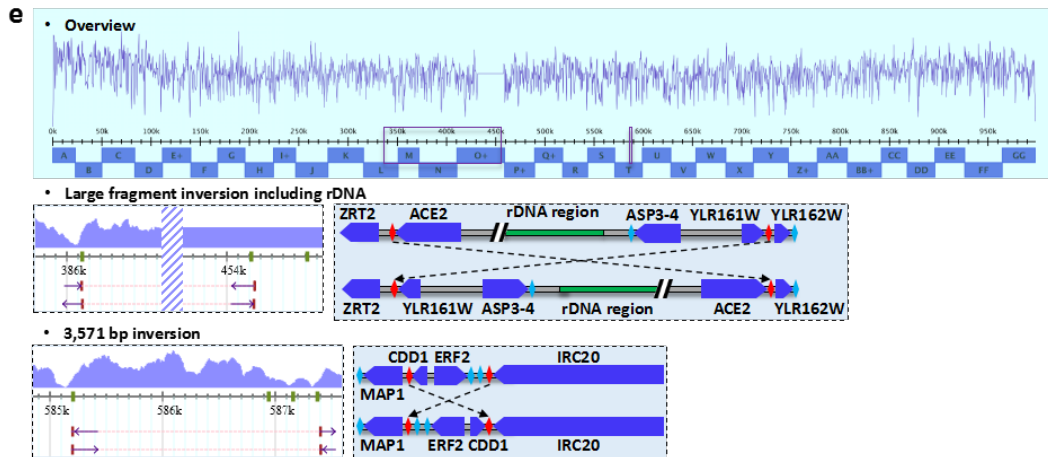 e
• Overview
0k 50k 100k 150k 200k 250k 300k 350k 400k 450k 500k 550k 600k 650k 700k 750k 800k 850k 900k 950k
A C E+ G I+ K M O+ Q+ S U W Y AA CC EE GG
B D F H J L N P+ R T V X Z+ BB+ DD FF
• Large fragment inversion including rDNA
386k 454k
ZRT2 ACE2 rDNA region ASP3-4 YLR161W YLR162W
ZRT2 YLR161W ASP3-4 rDNA region ACE2 YLR162W
• 3,571 bp inversion
585k 586k 587k
CDD1 ERF2 IRC20
MAP1
MAP1 ERF2 CDD1 IRC20